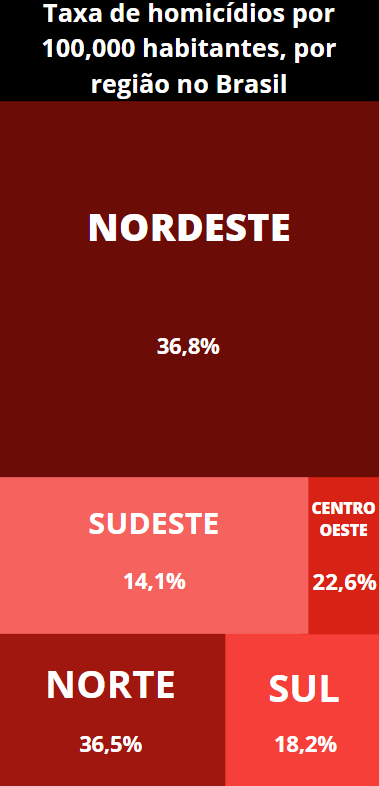 Taxa de homicídios por
100,000 habitantes, por
região no Brasil
NORDESTE
36,8%
SUDESTE
14,1%
CENTRO
OESTE
22,6%
NORTE
36,5%
SUL
18,2%